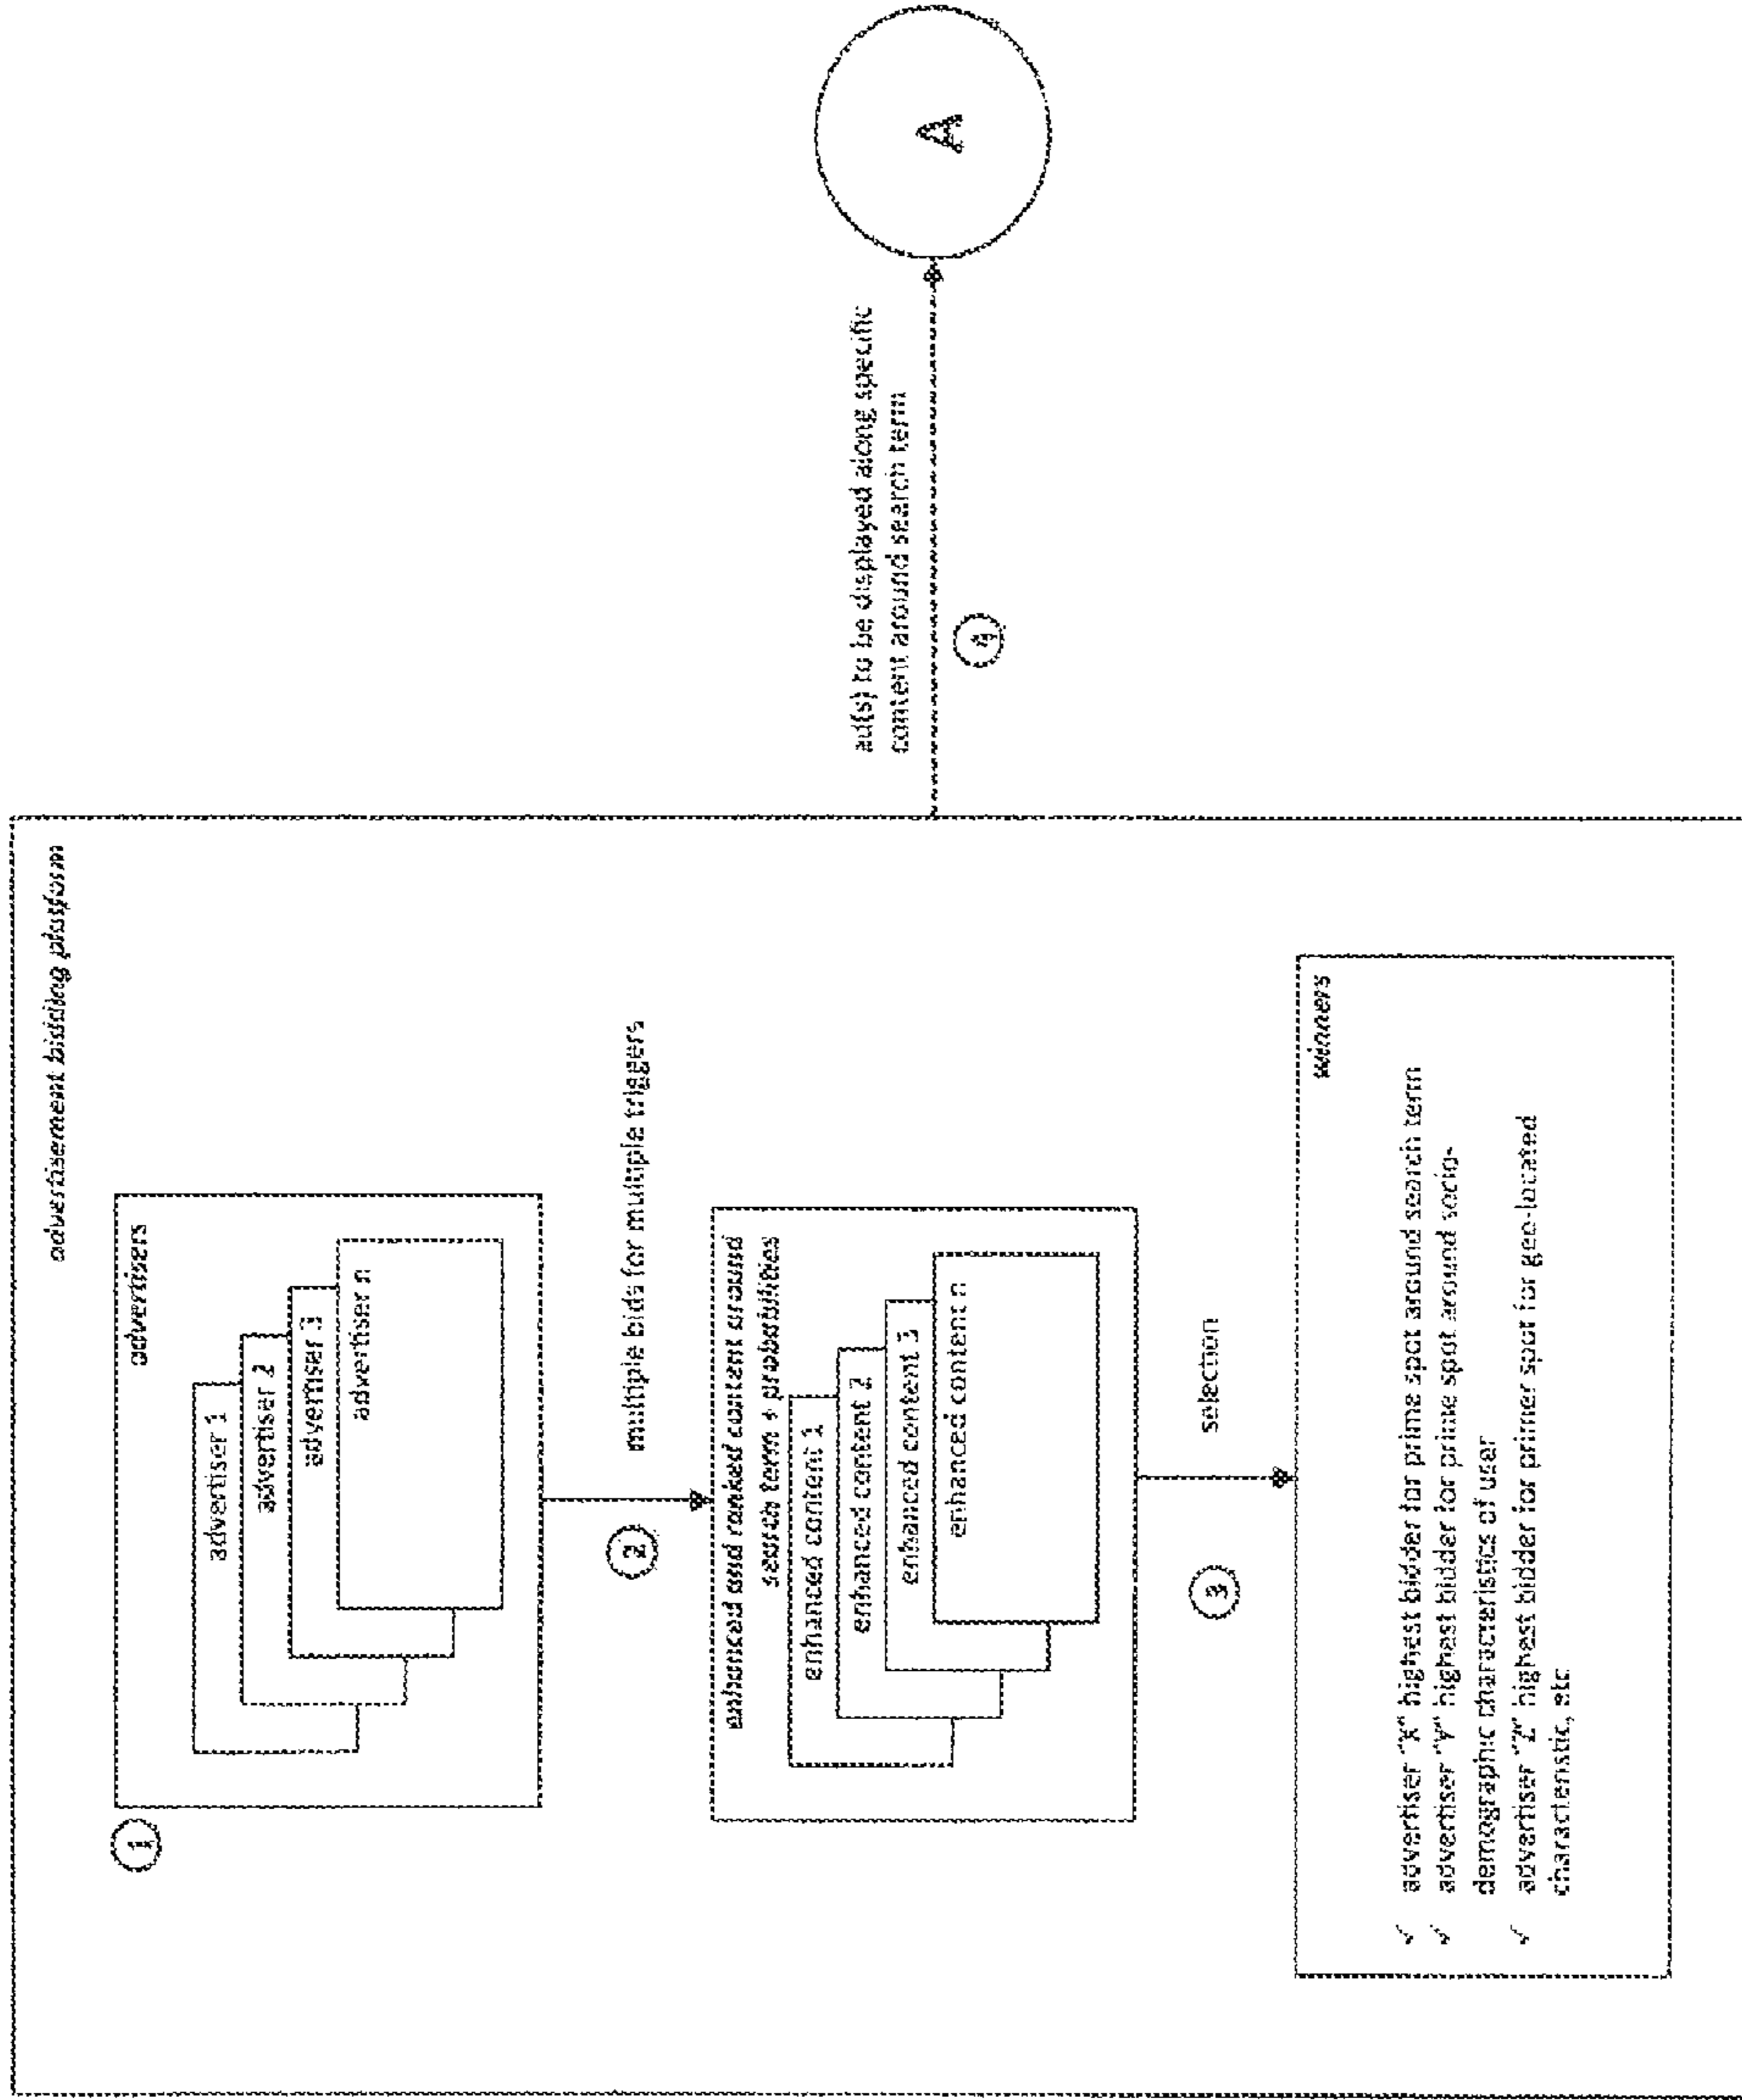 advertisement bidding platform
1
advertisers
advertiser 1
advertiser 2
advertiser 3
advertiser n
2
multiple bids for multiple triggers
enhanced and ranked content around
search term + probabilities
enhanced content 1
enhanced content 2
enhanced content 3
enhanced content n
3
selection
winners
✓ advertiser "X" highest bidder for prime spot around search term
✓ advertiser "Y" highest bidder for prime spot around socio-
demographic characteristics of user
✓ advertiser "Z" highest bidder for primer spot for geo-located
characteristic, etc
ad(s) to be displayed along specific
content around search term
4
A